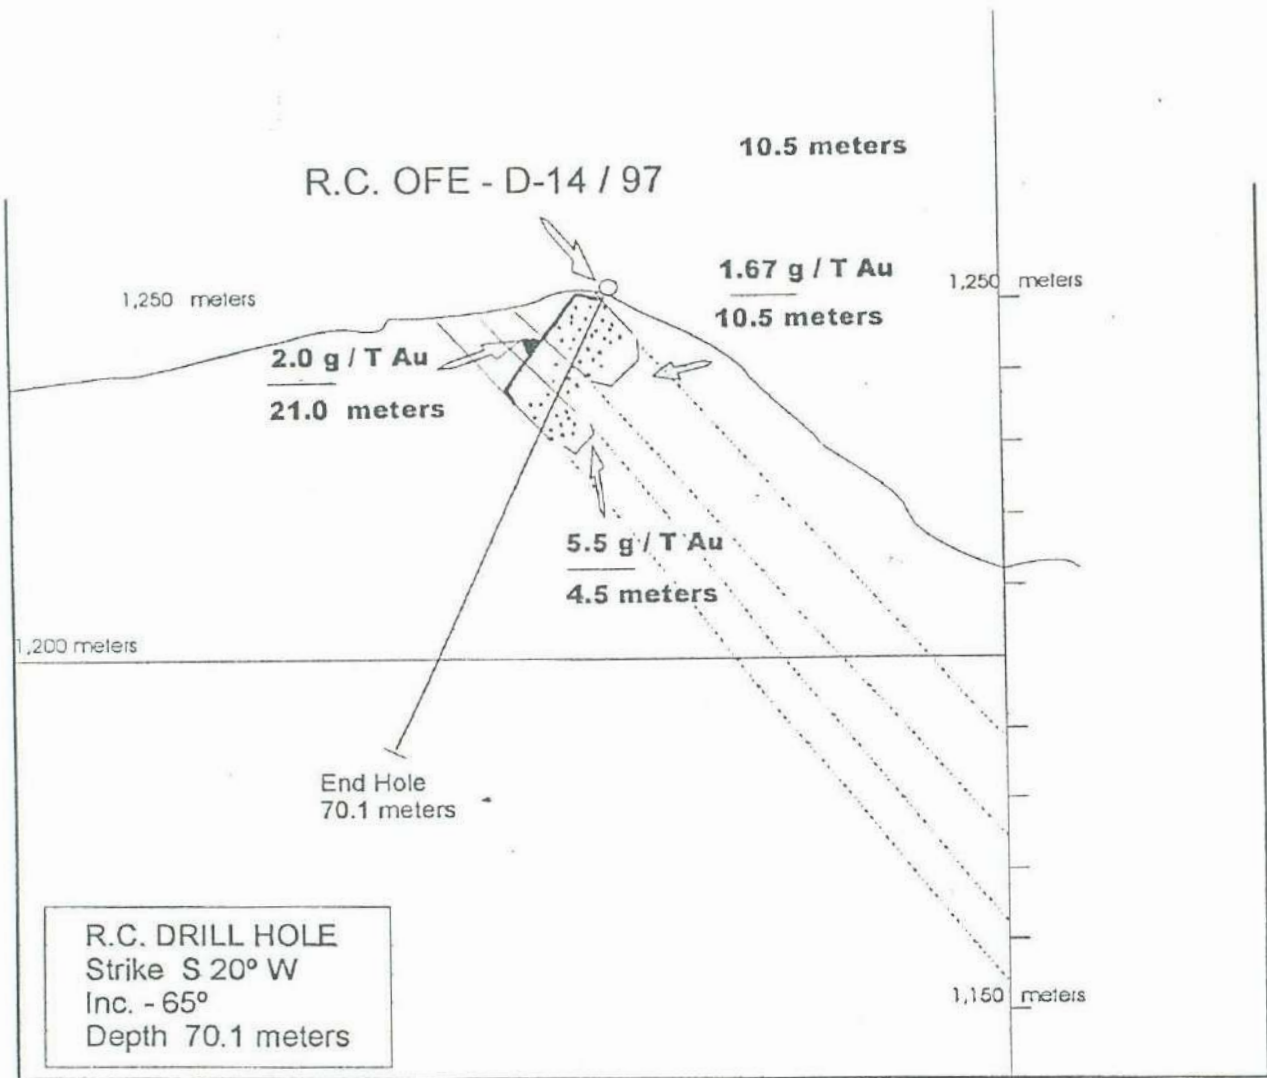 10.5 meters
R.C. OFE - D-14 / 97
1.67 g / T Au
10.5 meters
1,250 meters
1,250 meters
2.0 g / T Au
21.0 meters
5.5 g / T Au
4.5 meters
1,200 meters
End Hole
70.1 meters
R.C. DRILL HOLE
Strike S 20º W
Inc. - 65º
Depth 70.1 meters
1,150 meters